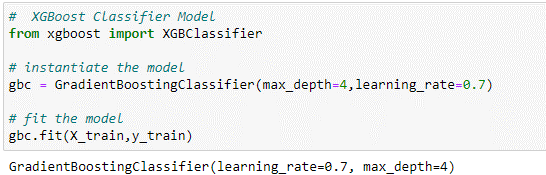 #  XGBoost Classifier Model
from xgboost import XGBClassifier
# instantiate the model
gbc = GradientBoostingClassifier(max_depth=4,learning_rate=0.7)
# fit the model
gbc.fit(X_train,y_train)
GradientBoostingClassifier(learning_rate=0.7, max_depth=4)